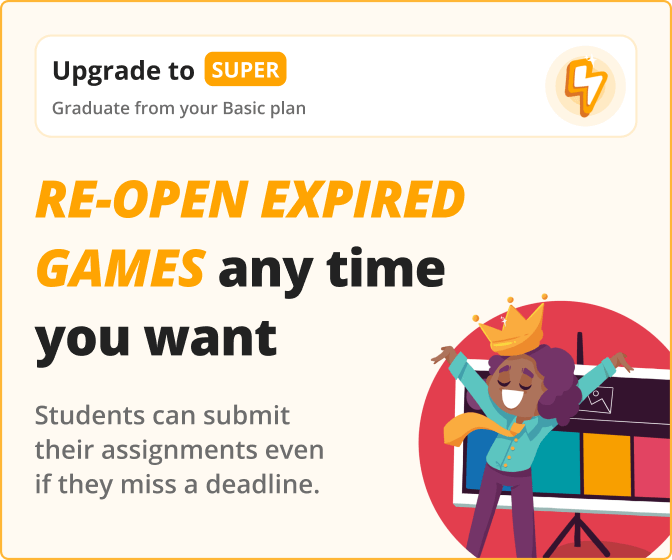 Upgrade to SUPER
Graduate from your Basic plan
RE-OPEN EXPIRED
GAMES any time
you want
Students can submit
their assignments even
if they miss a deadline.